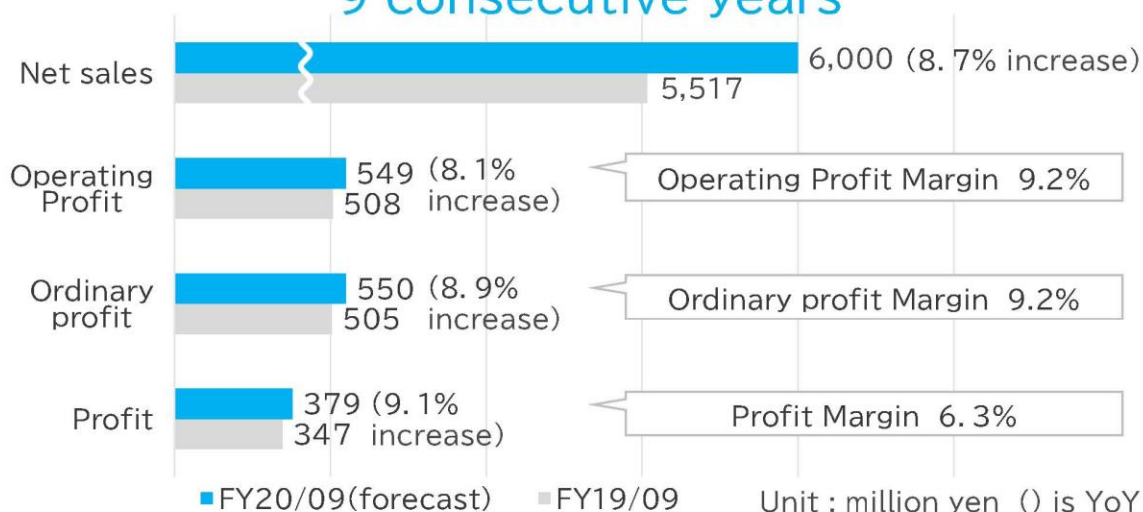 9 consecutive years
Net sales
6,000 (8.7% increase)
5,517
Operating
Profit
549 (8.1%
508 increase)
Operating Profit Margin 9.2%
Ordinary
profit
550 (8.9%
505 increase)
Ordinary profit Margin 9.2%
Profit
379 (9.1%
347 increase)
Profit Margin 6.3%
FY20/09(forecast) FY19/09 Unit : million yen () is YoY